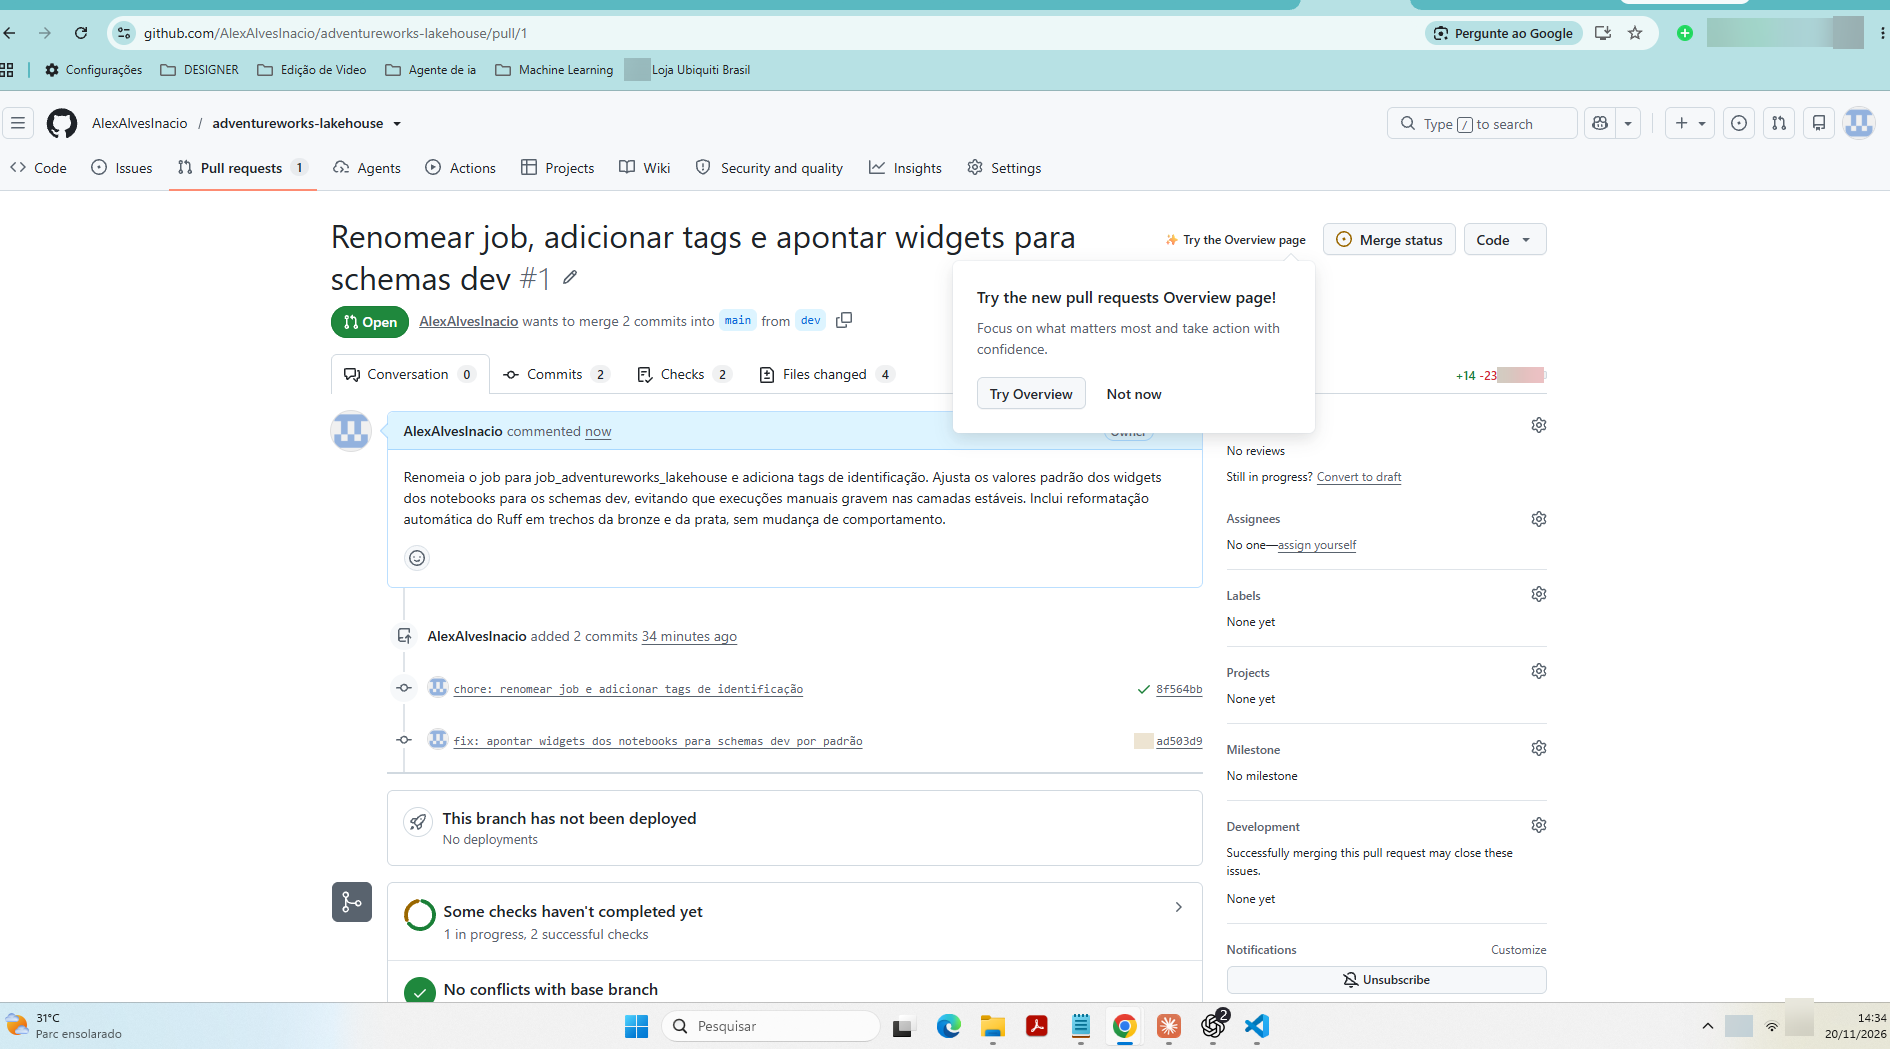 github.com/AlexAlvesInacio/adventureworks-lakehouse/pull/1
Pergunte ao Google
Configurações
DESIGNER
Edição de Video
Agente de ia
Machine Learning
Loja Ubiquiti Brasil
AlexAlvesInacio / adventureworks-lakehouse
Type / to search
Code
Issues
Pull requests 1
Agents
Actions
Projects
Wiki
Security and quality
Insights
Settings
Renomear job, adicionar tags e apontar widgets para
schemas dev #1
Try the Overview page
Merge status
Code
Try the new pull requests Overview page!
Focus on what matters most and take action with
confidence.
Try Overview
Not now
Open
AlexAlvesInacio wants to merge 2 commits into main from dev
Conversation 0
Commits 2
Checks 2
Files changed 4
+14 -23
AlexAlvesInacio commented now
Owner
Renomeia o job para job_adventureworks_lakehouse e adiciona tags de identificação. Ajusta os valores padrão dos widgets
dos notebooks para os schemas dev, evitando que execuções manuais gravem nas camadas estáveis. Inclui reformatação
automática do Ruff em trechos da bronze e da prata, sem mudança de comportamento.
AlexAlvesInacio added 2 commits 34 minutes ago
chore: renomear job e adicionar tags de identificação
8f564bb
fix: apontar widgets dos notebooks para schemas dev por padrão
ad503d9
This branch has not been deployed
No deployments
Some checks haven't completed yet
1 in progress, 2 successful checks
No conflicts with base branch
No reviews
Still in progress? Convert to draft
Assignees
No one—assign yourself
Labels
None yet
Projects
None yet
Milestone
No milestone
Development
Successfully merging this pull request may close these
issues.
None yet
Notifications
Customize
Unsubscribe
31°C
Parc ensolarado
Pesquisar
2
14:34
20/11/2026